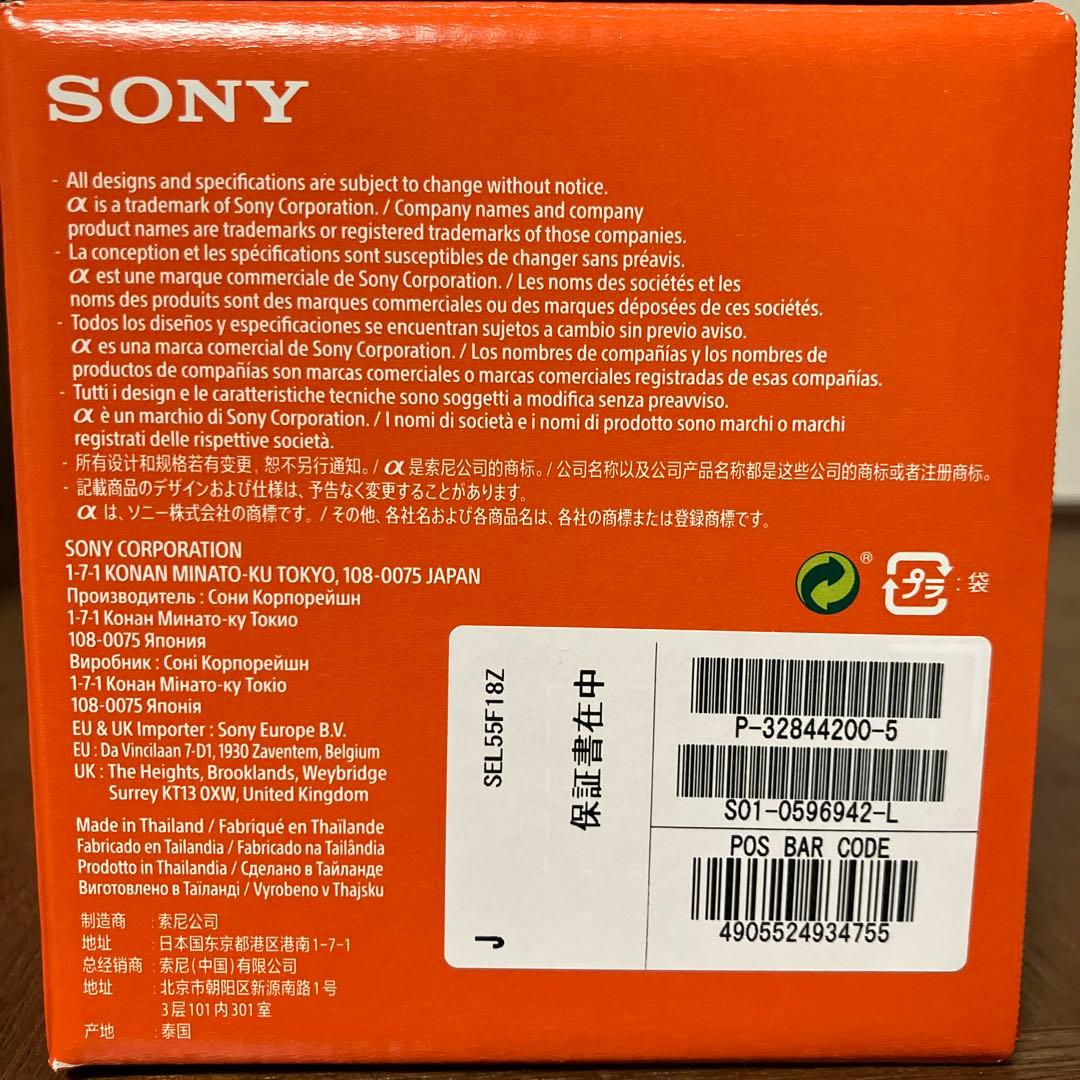 SONY
- All designs and specifications are subject to change without notice.
α is a trademark of Sony Corporation. / Company names and company
product names are trademarks or registered trademarks of those companies.
- La conception et les spécifications sont susceptibles de changer sans préavis.
α est une marque commerciale de Sony Corporation. / Les noms des sociétés et les
noms des produits sont des marques commerciales ou des marques déposées de ces sociétés.
- Todos los diseños y especificaciones se encuentran sujetos a cambio sin previo aviso.
α es una marca comercial de Sony Corporation. / Los nombres de compañías y los nombres de
productos de compañías son marcas comerciales o marcas comerciales registradas de esas compañías.
- Tutti i design e le caratteristiche tecniche sono soggetti a modifica senza preavviso.
α è un marchio di Sony Corporation. / I nomi di società e i nomi di prodotto sono marchi o marchi
registrati delle rispettive società.
- 所有设计和规格若有变更，恕不另行通知。/ α 是索尼公司的商标。/ 公司名称以及公司产品名称都是这些公司的商标或者注册商标。
- 記載商品のデザインおよび仕様は、予告なく変更することがあります。
α は、ソニー株式会社の商標です。/ その他、各社名および各商品名は、各社の商標または登録商標です。
SONY CORPORATION
1-7-1 KONAN MINATO-KU TOKYO, 108-0075 JAPAN
Производитель : Сони Корпорейшн
1-7-1 Конан Минато-ку Токио
108-0075 Япония
Виробник : Соні Корпорейшн
1-7-1 Конан Мінато-ку Токіо
108-0075 Японія
EU & UK Importer : Sony Europe B.V.
EU : Da Vincilaan 7-D1, 1930 Zaventem, Belgium
UK : The Heights, Brooklands, Weybridge
Surrey KT13 0XW, United Kingdom
Made in Thailand / Fabriqué en Thaïlande
Fabricado en Tailandia / Fabricado na Tailândia
Prodotto in Thailandia / Сделано в Тайланде
Виготовлено в Таїланді / Vyrobeno v Thajsku
制造商 : 索尼公司
地址 : 日本国东京都港区港南1-7-1
总经销商 : 索尼(中国)有限公司
地址 : 北京市朝阳区新源南路1号
3层101内301室
产地 : 泰国
®
プラ : 袋
SEL55F18Z
保証書在中
J
P-32844200-5
S01-0596942-L
POS BAR CODE
4905524934755